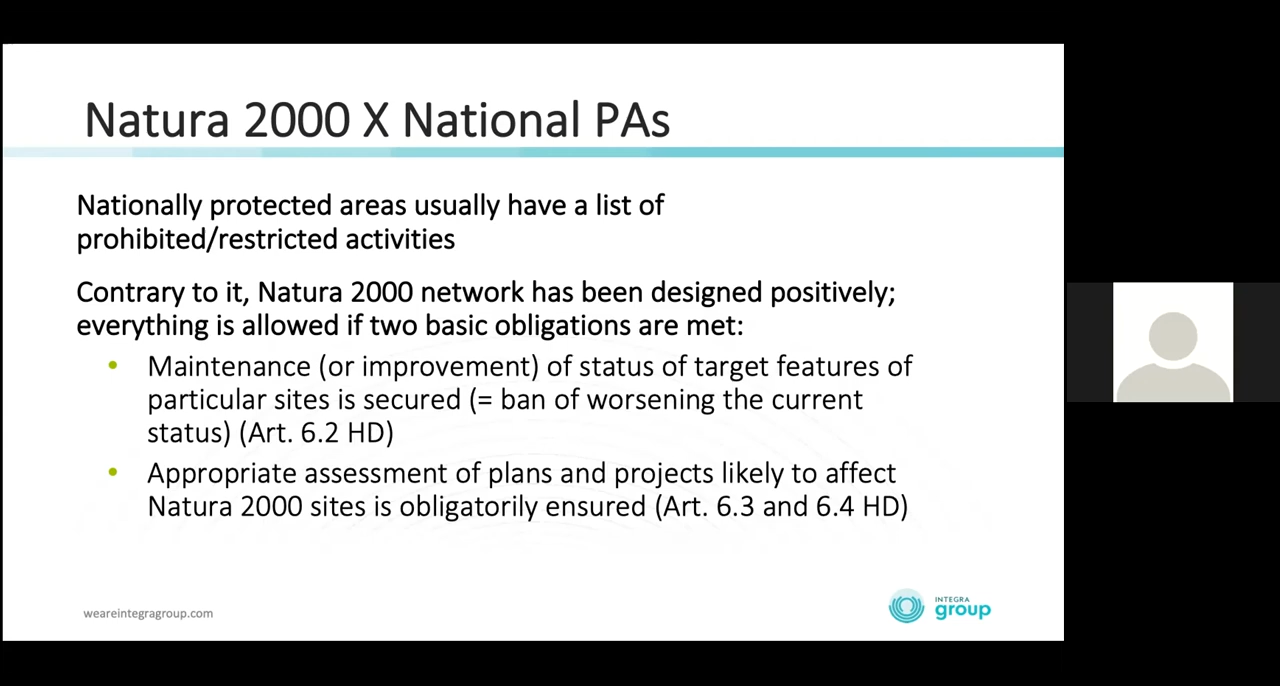 Natura 2000 X National PAs
Nationally protected areas usually have a list of
prohibited/restricted activities
Contrary to it, Natura 2000 network has been designed positively;
everything is allowed if two basic obligations are met:
• Maintenance (or improvement) of status of target features of
particular sites is secured (= ban of worsening the current
status) (Art. 6.2 HD)
• Appropriate assessment of plans and projects likely to affect
Natura 2000 sites is obligatorily ensured (Art. 6.3 and 6.4 HD)
weareintegragroup.com
INTEGRA
group